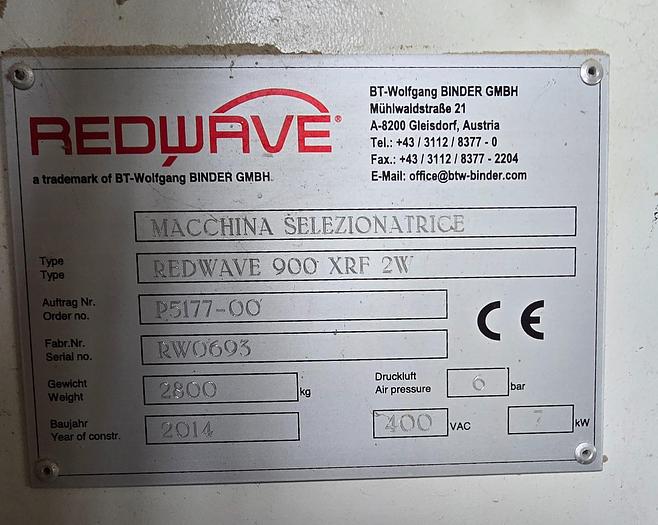 REDWAVE®
a trademark of BT-Wolfgang BINDER GMBH.
BT-Wolfgang BINDER GMBH
Mühlwaldstraße 21
A-8200 Gleisdorf, Austria
Tel.: +43 / 3112 / 8377 - 0
Fax.: +43 / 3112 / 8377 - 2204
E-Mail: office@btw-binder.com
MACCHINA SELEZIONATRICE
Type
Type
REDWAVE 900 XRF 2W
Auftrag Nr.
Order no.
P5177-00
Fabr.Nr.
Serial no.
RW0693
CE
Gewicht
Weight
2800 kg
Druckluft
Air pressure
6 bar
Baujahr
Year of constr.
2014
400 VAC
7 kW